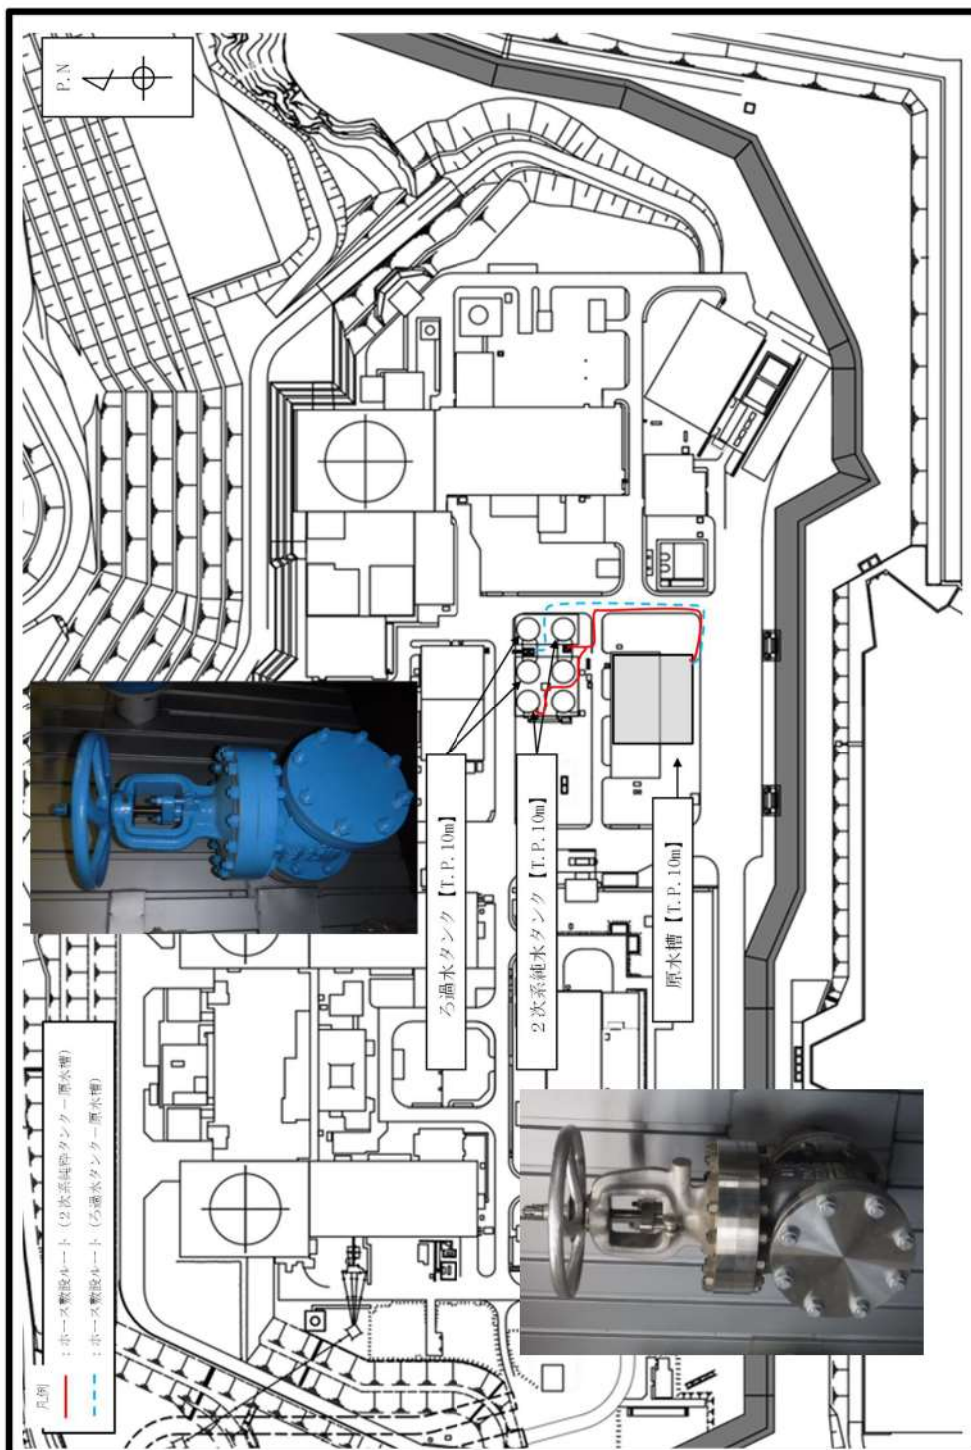 P.N
凡例
：ホース敷設ルート（２次系純粋タンク－原水槽）
：ホース敷設ルート（ろ過水タンク－原水槽）
ろ過水タンク【T.P.10m】
２次系純水タンク【T.P.10m】
原水槽【T.P.10m】